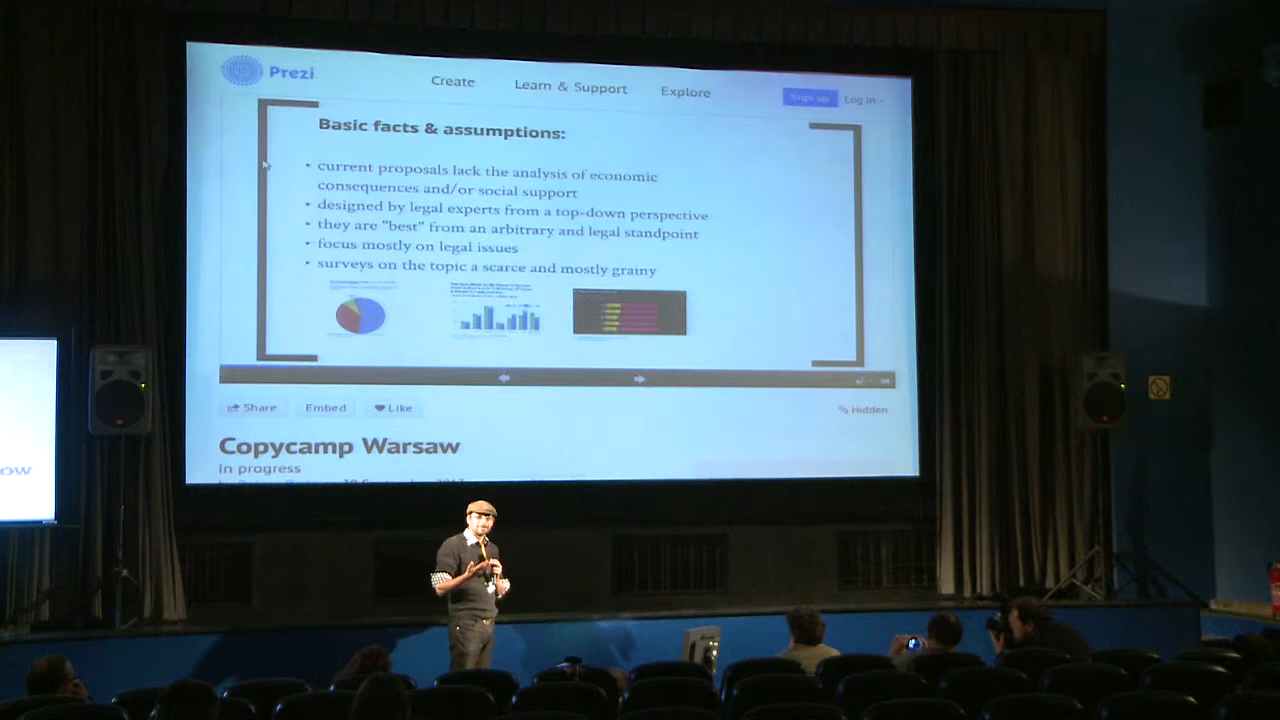 Prezi
Create
Learn & Support
Explore
Sign up
Log in
Basic facts & assumptions:
• current proposals lack the analysis of economic
consequences and/or social support
• designed by legal experts from a top-down perspective
• they are "best" from an arbitrary and legal standpoint
• focus mostly on legal issues
• surveys on the topic a scarce and mostly grainy
Share
Embed
Like
Hidden
Copycamp Warsaw
in progress
ow